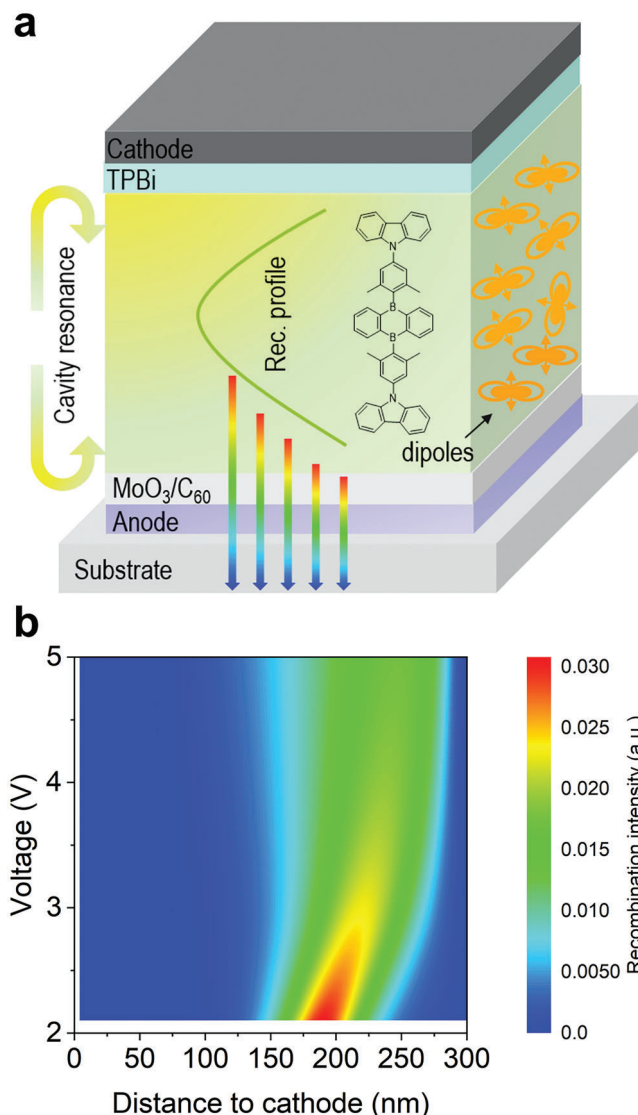 a
Cathode
TPBi
Cavity resonance
Rec. profile
N
B
B
N
dipoles
MoO₃/C₆₀
Anode
Substrate
b
5
4
3
2
Voltage (V)
0 50 100 150 200 250 300
Distance to cathode (nm)
0.030
0.025
0.020
0.015
0.010
0.0050
0.0
Recombination intensity (a.u.)